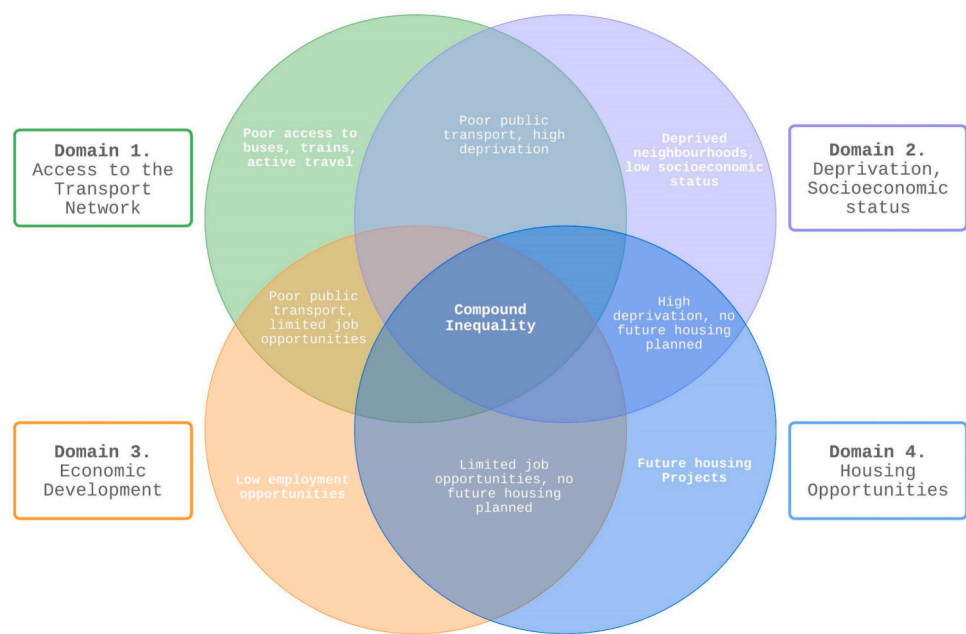 Domain 1.
Access to the
Transport
Network
Poor access to
buses, trains,
active travel
Poor public
transport, high
deprivation
Deprived
neighbourhoods,
low socioeconomic
status
Domain 2.
Deprivation,
Socioeconomic
status
Poor public
transport,
limited job
opportunities
Compound
Inequality
High
deprivation, no
future housing
planned
Domain 3.
Economic
Development
Low employment
opportunities
Limited job
opportunities, no
future housing
planned
Future housing
Projects
Domain 4.
Housing
Opportunities